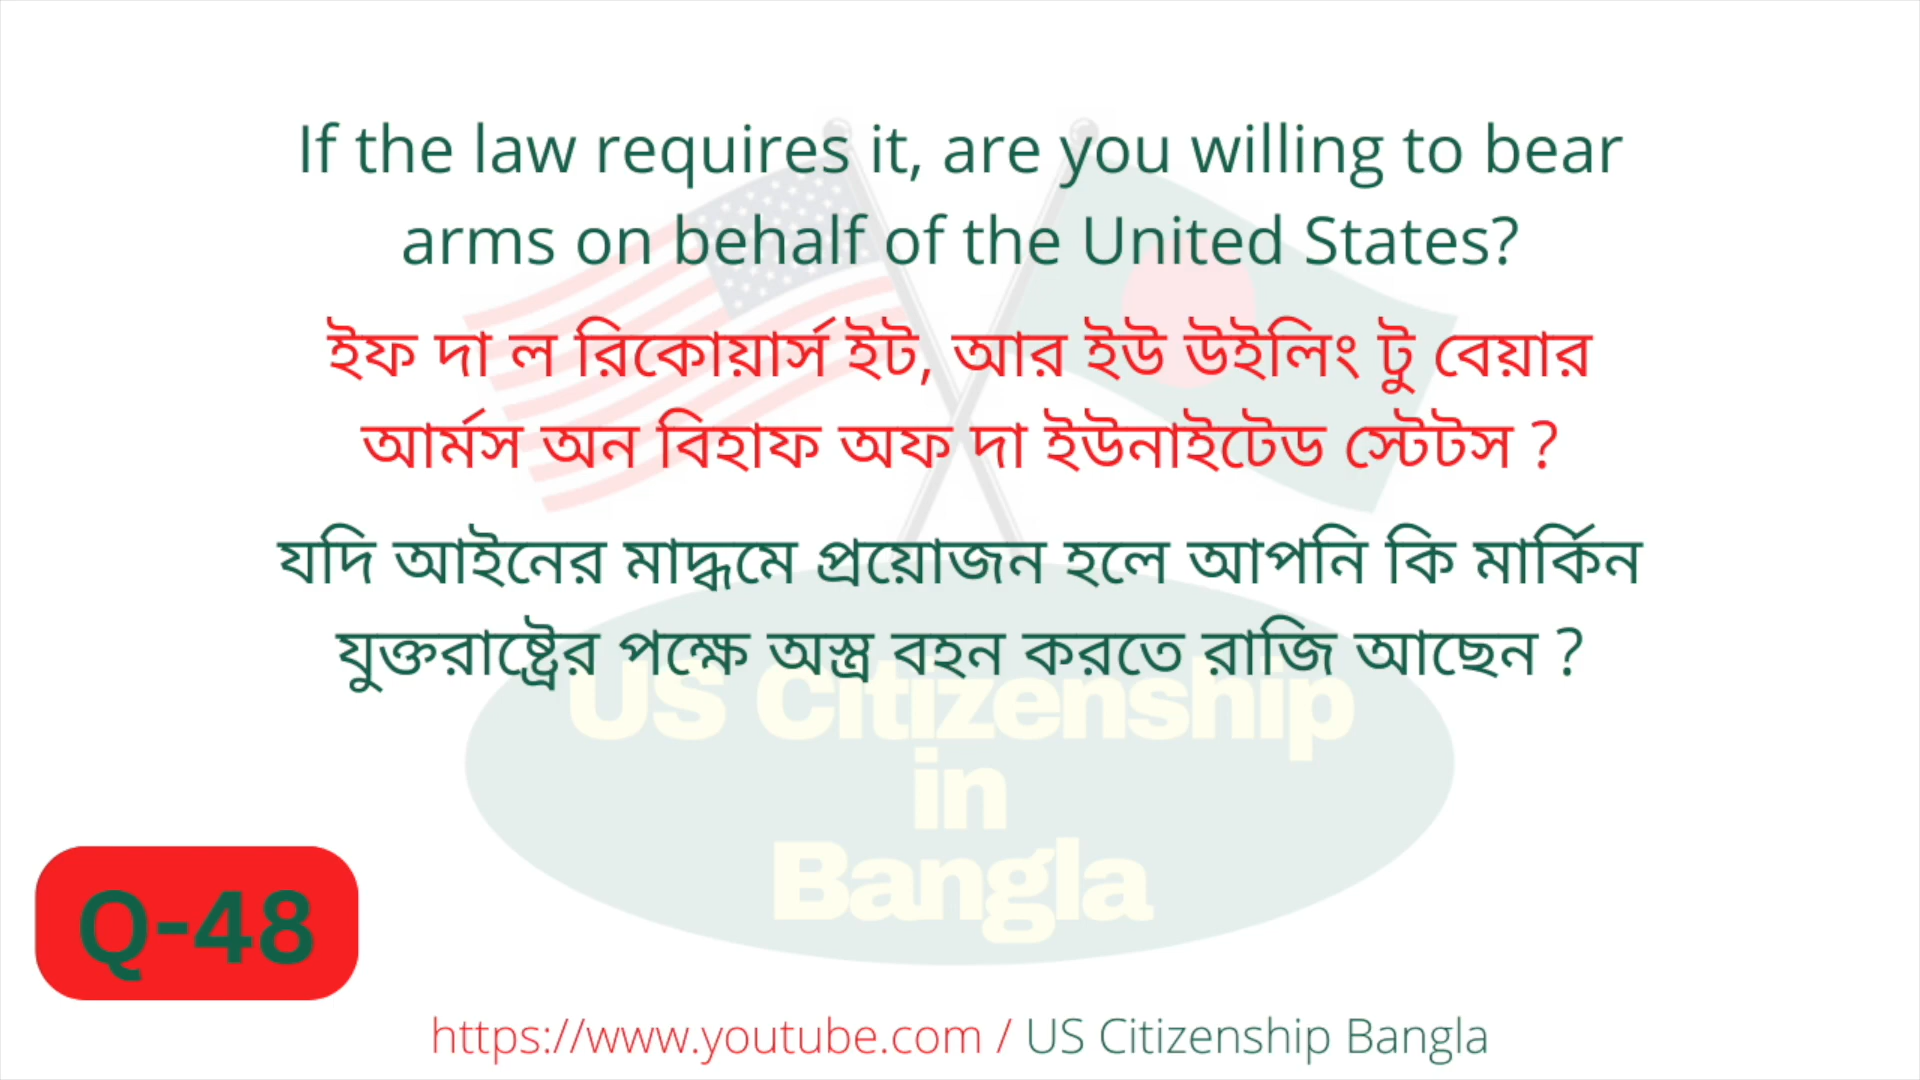 If the law requires it, are you willing to bear
arms on behalf of the United States?
ইফ দা ল রিকোয়ার্স ইট, আর ইউ উইলিং টু বেয়ার
আর্মস অন বিহাফ অফ দা ইউনাইটেড স্টেটস ?
যদি আইনের মাদ্ধমে প্রয়োজন হলে আপনি কি মার্কিন
যুক্তরাষ্ট্রের পক্ষে অস্ত্র বহন করতে রাজি আছেন ?
US Citizenship
in
Bangla
Q-48
https://www.youtube.com / US Citizenship Bangla